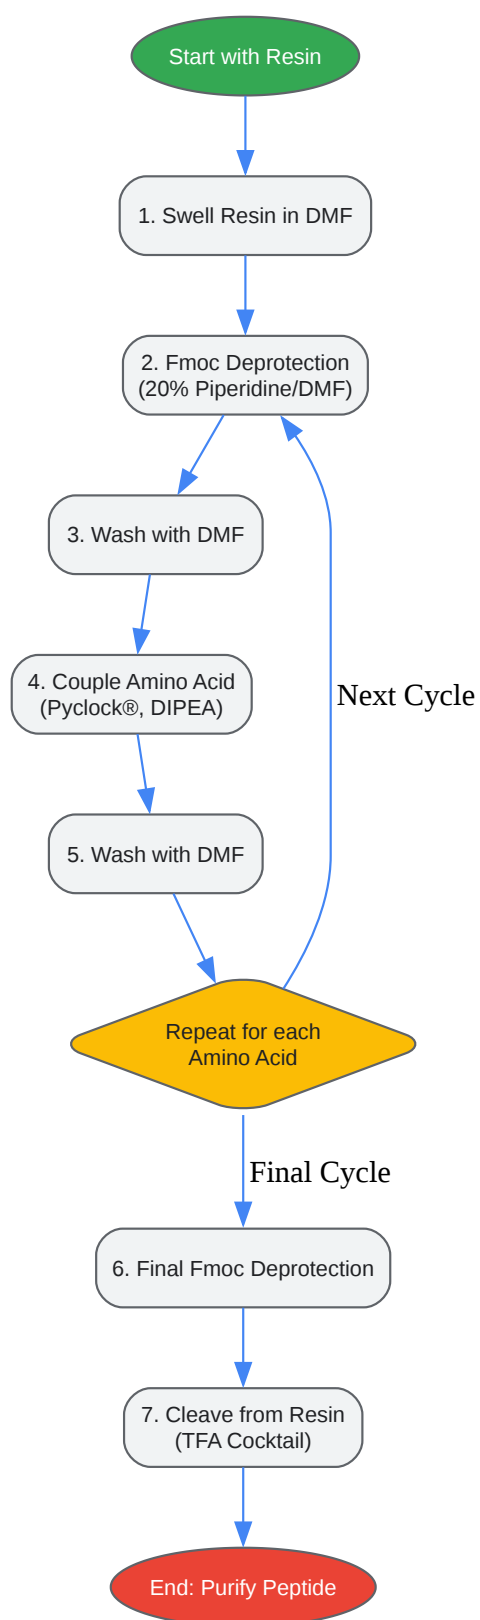 Start with Resin
1. Swell Resin in DMF
2. Fmoc Deprotection
(20% Piperidine/DMF)
3. Wash with DMF
4. Couple Amino Acid
(Pyclock®, DIPEA)
Next Cycle
5. Wash with DMF
Repeat for each
Amino Acid
Final Cycle
6. Final Fmoc Deprotection
7. Cleave from Resin
(TFA Cocktail)
End: Purify Peptide